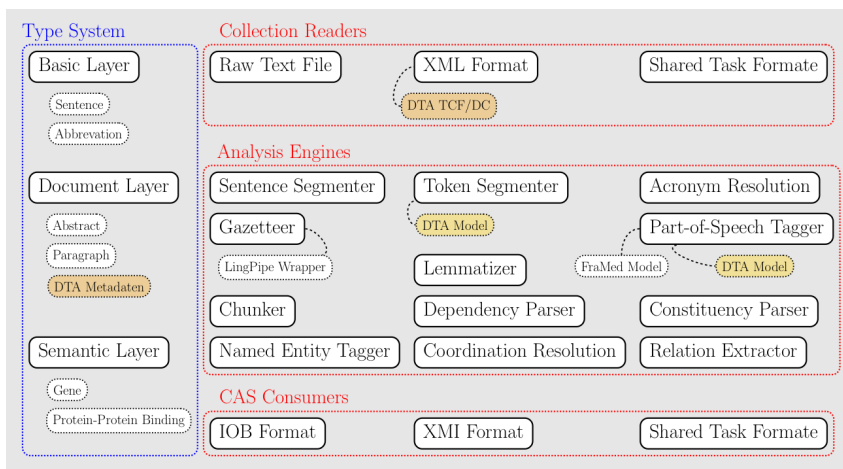 Type System
Basic Layer
Sentence
Abbrevation
Document Layer
Abstract
Paragraph
DTA Metadaten
Semantic Layer
Gene
Protein-Protein Binding
Collection Readers
Raw Text File
XML Format
Shared Task Formate
DTA TCF/DC
Analysis Engines
Sentence Segmenter
Token Segmenter
Acronym Resolution
Gazetteer
DTA Model
Part-of-Speech Tagger
LingPipe Wrapper
Lemmatizer
FraMed Model
DTA Model
Chunker
Dependency Parser
Constituency Parser
Named Entity Tagger
Coordination Resolution
Relation Extractor
CAS Consumers
IOB Format
XMI Format
Shared Task Formate